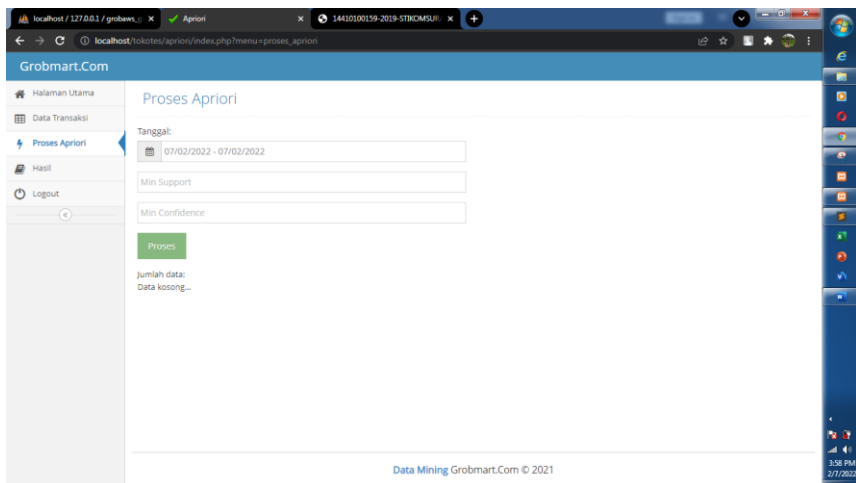 localhost / 127.0.0.1 / grobaws_g
Apriori
14410100159-2019-STIKOMSUR
localhost/tokotes/apriori/index.php?menu=proses_apriori
Grobmart.Com
Halaman Utama
Data Transaksi
Proses Apriori
Hasil
Logout
Proses Apriori
Tanggal:
07/02/2022 - 07/02/2022
Min Support
Min Confidence
Proses
Jumlah data:
Data kosong...
Data Mining Grobmart.Com © 2021
3:58 PM
2/7/2022